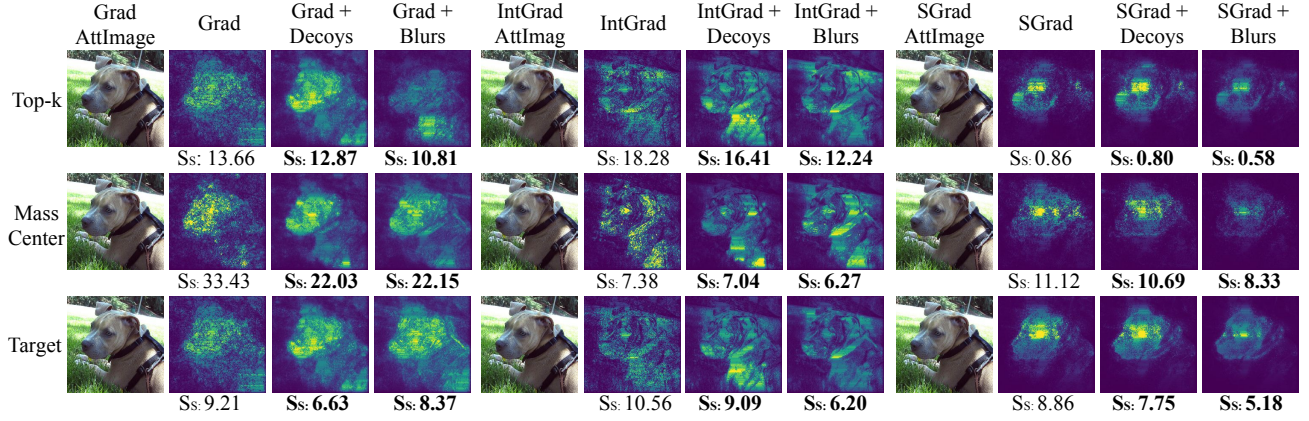 Grad AttImage Grad Grad + Decoys Grad + Blurs IntGrad AttImag IntGrad IntGrad + Decoys IntGrad + Blurs SGrad AttImage SGrad SGrad + Decoys SGrad + Blurs
Top-k
Ss: 13.66 Ss: 12.87 Ss: 10.81 Ss: 18.28 Ss: 16.41 Ss: 12.24 Ss: 0.86 Ss: 0.80 Ss: 0.58
Mass
Center
Ss: 33.43 Ss: 22.03 Ss: 22.15 Ss: 7.38 Ss: 7.04 Ss: 6.27 Ss: 11.12 Ss: 10.69 Ss: 8.33
Target
Ss: 9.21 Ss: 6.63 Ss: 8.37 Ss: 10.56 Ss: 9.09 Ss: 6.20 Ss: 8.86 Ss: 7.75 Ss: 5.18